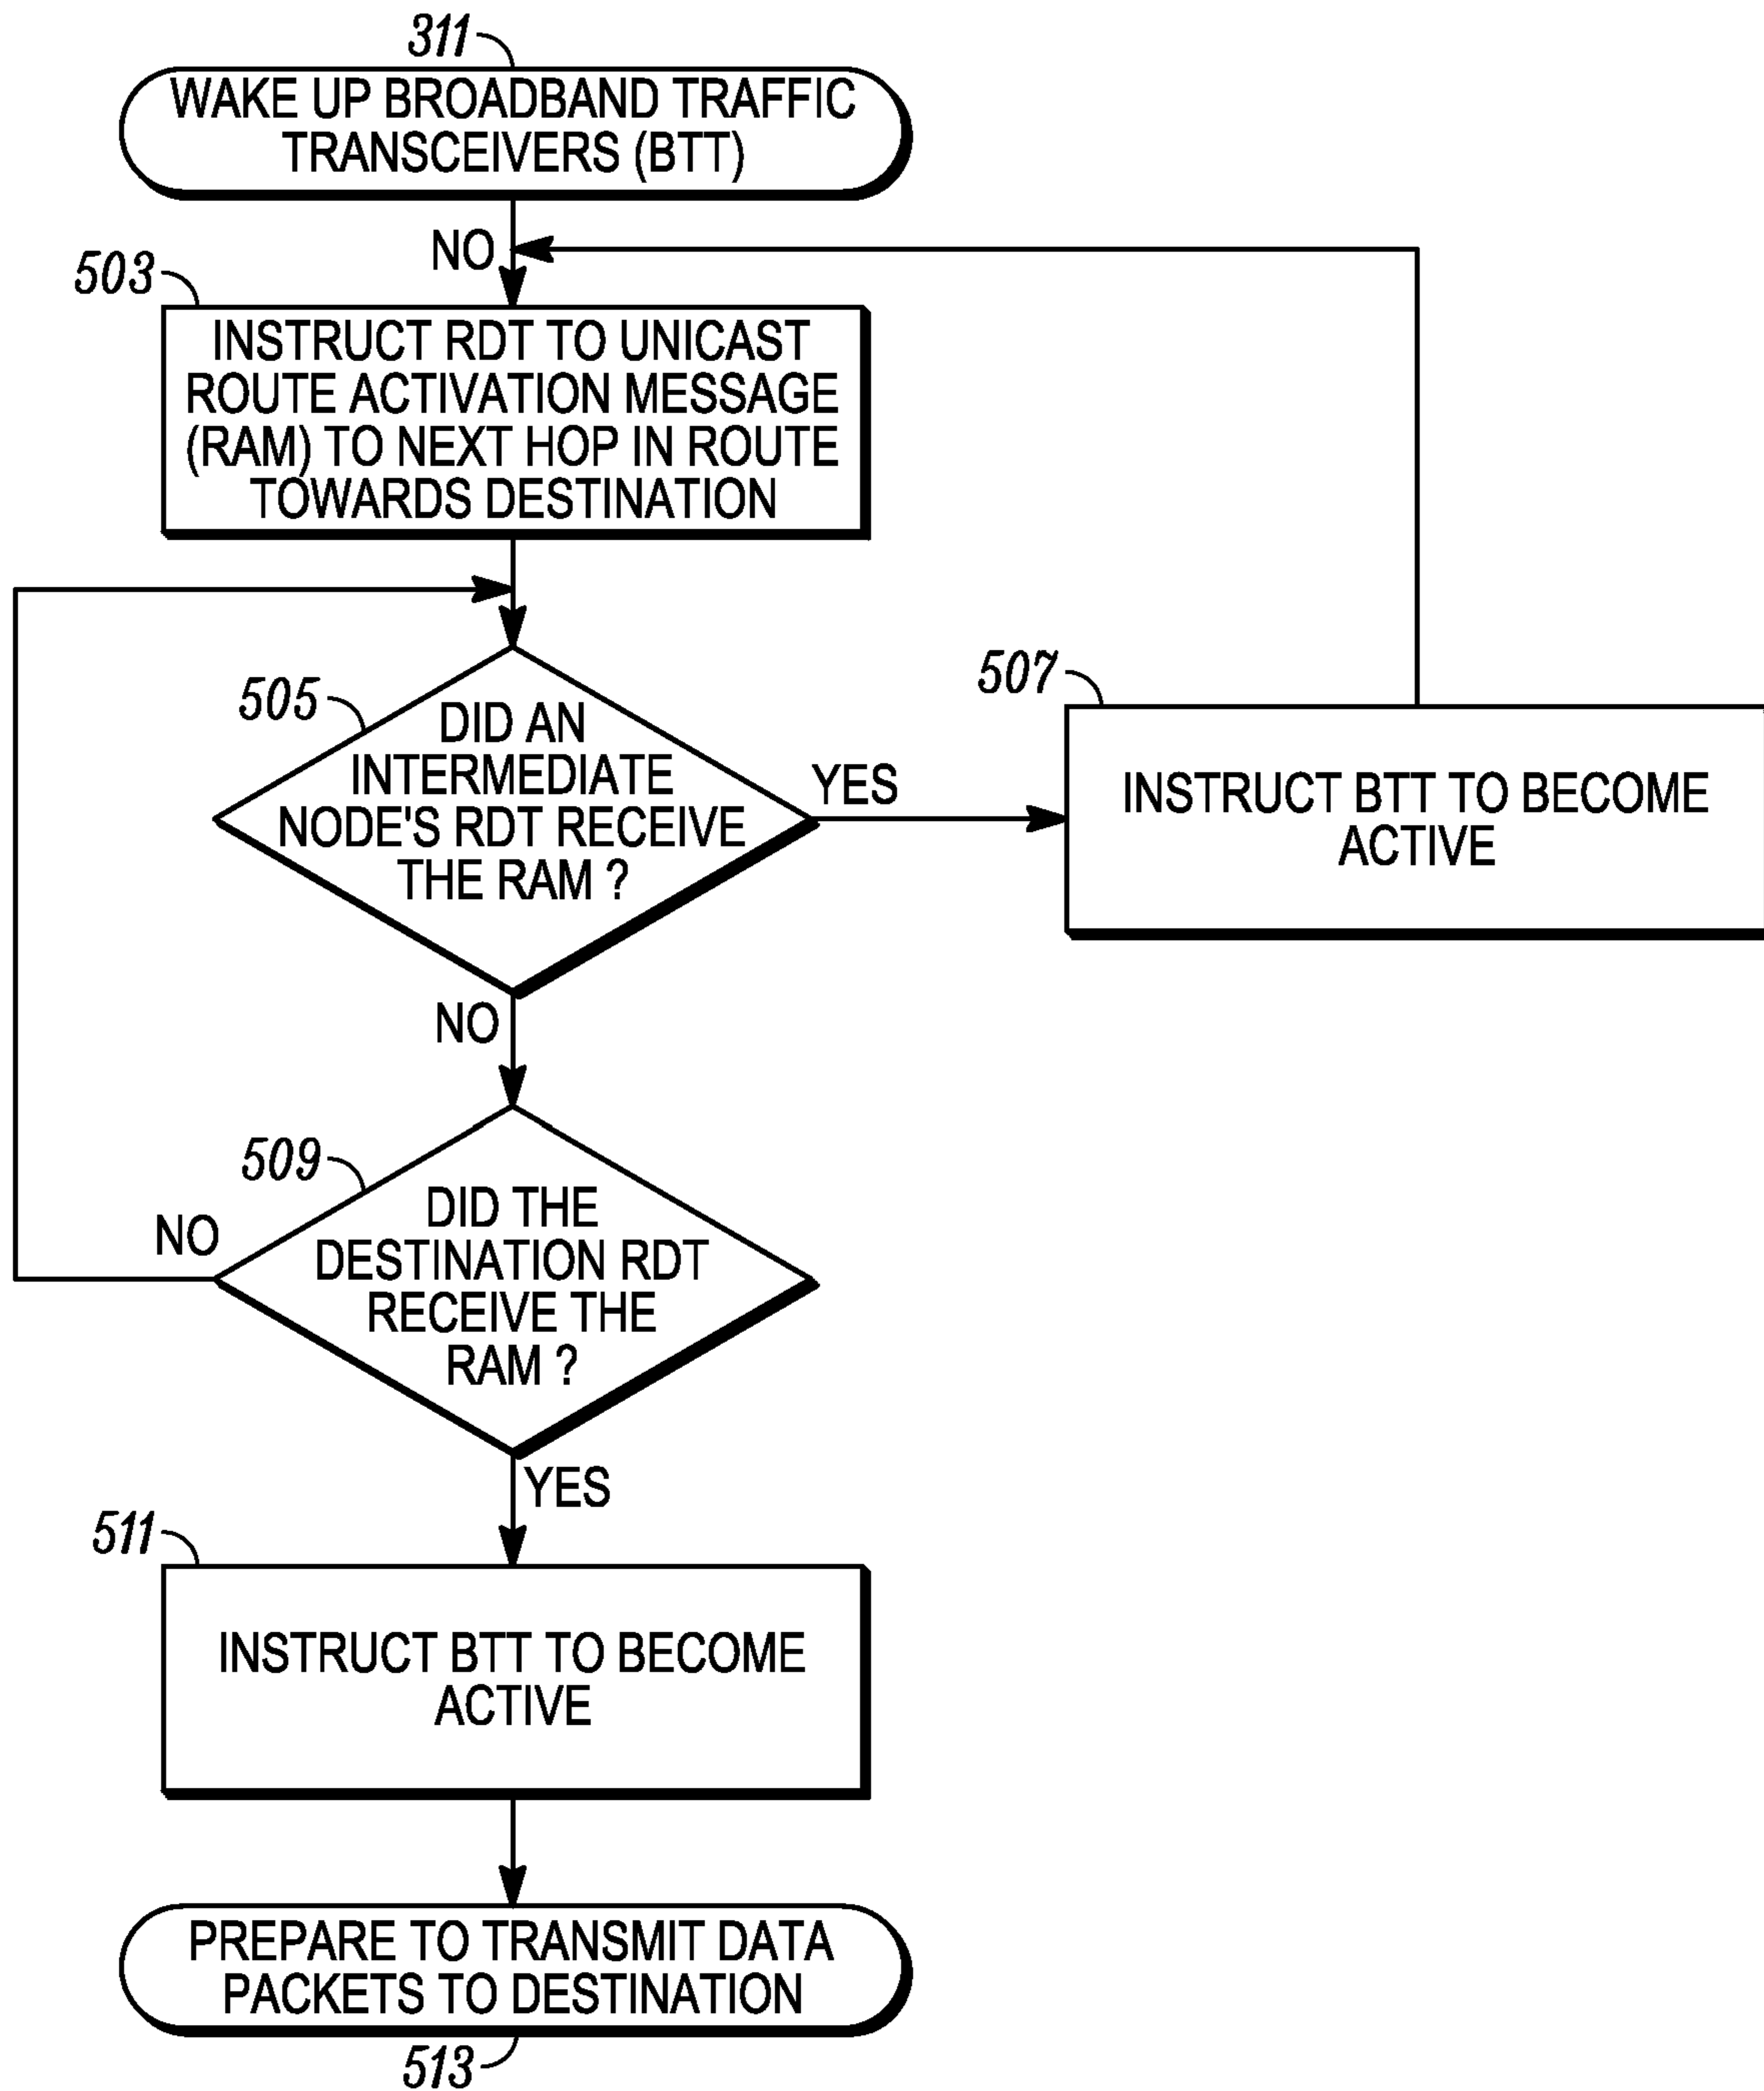 311
WAKE UP BROADBAND TRAFFIC
TRANSCEIVERS (BTT)
NO
503
INSTRUCT RDT TO UNICAST
ROUTE ACTIVATION MESSAGE
(RAM) TO NEXT HOP IN ROUTE
TOWARDS DESTINATION
505
DID AN
INTERMEDIATE
NODE'S RDT RECEIVE
THE RAM ?
YES
507
INSTRUCT BTT TO BECOME
ACTIVE
NO
509
DID THE
DESTINATION RDT
RECEIVE THE
RAM ?
NO
YES
511
INSTRUCT BTT TO BECOME
ACTIVE
PREPARE TO TRANSMIT DATA
PACKETS TO DESTINATION
513